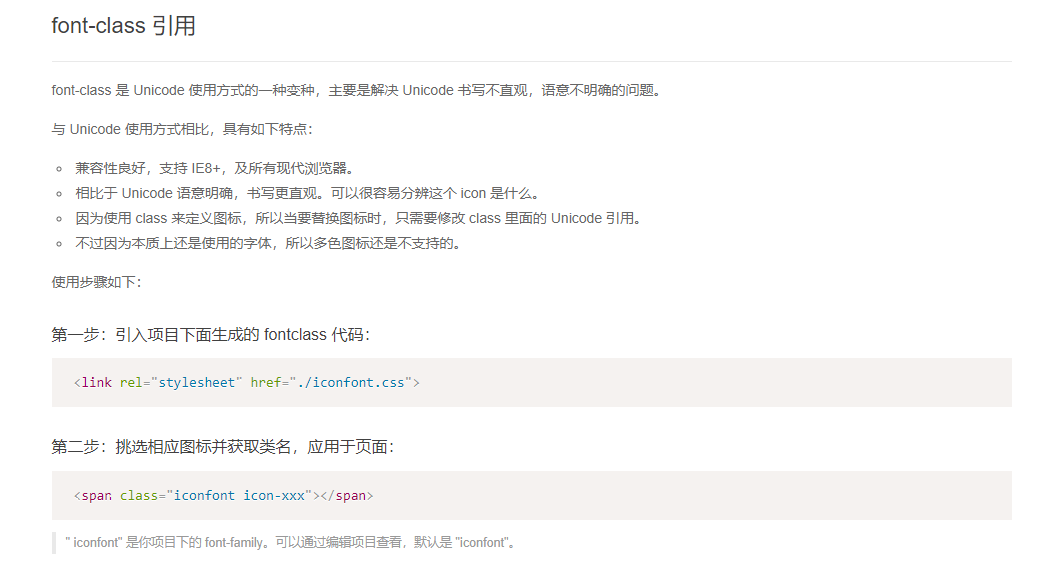 font-class 引用
font-class 是 Unicode 使用方式的一种变种，主要是解决 Unicode 书写不直观，语意不明确的问题。
与 Unicode 使用方式相比，具有如下特点：
兼容性良好，支持 IE8+，及所有现代浏览器。
相比于 Unicode 语意明确，书写更直观。可以很容易分辨这个 icon 是什么。
因为使用 class 来定义图标，所以当要替换图标时，只需要修改 class 里面的 Unicode 引用。
不过因为本质上还是使用的字体，所以多色图标还是不支持的。
使用步骤如下：
第一步：引入项目下面生成的 fontclass 代码：
<link rel="stylesheet" href="./iconfont.css">
第二步：挑选相应图标并获取类名，应用于页面：
<span class="iconfont icon-xxx"></span>
" iconfont" 是你项目下的 font-family。可以通过编辑项目查看，默认是 "iconfont"。